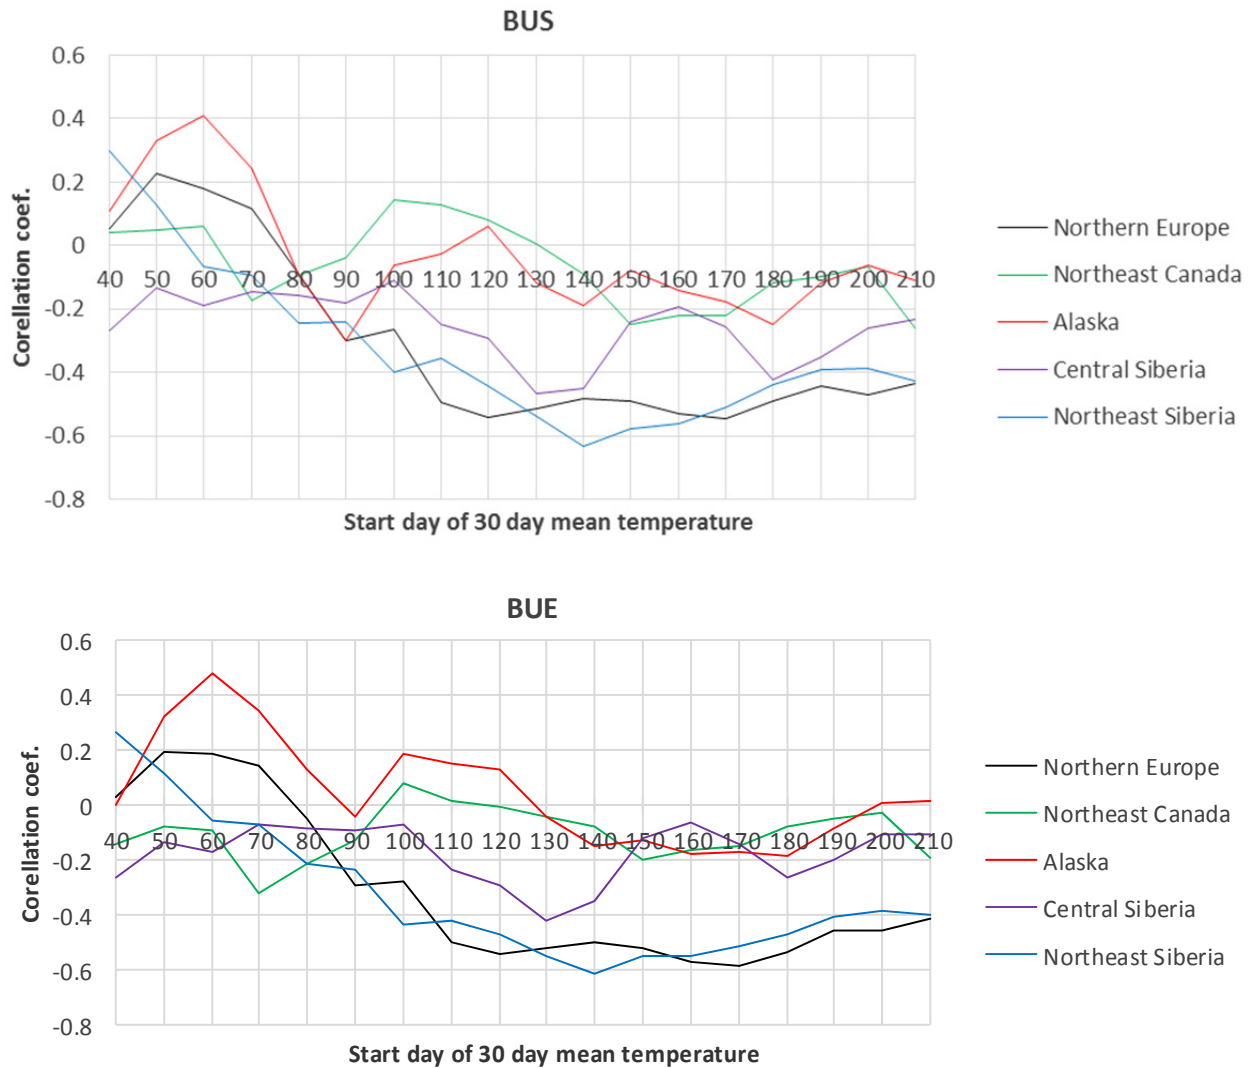 BUS
0.6
0.4
0.2
0
-0.2
-0.4
-0.6
-0.8
Corellation coef.
40 50 60 70 80 90 100 110 120 130 140 150 160 170 180 190 200 210
Start day of 30 day mean temperature
Northern Europe
Northeast Canada
Alaska
Central Siberia
Northeast Siberia
BUE
0.6
0.4
0.2
0
-0.2
-0.4
-0.6
-0.8
Corellation coef.
40 50 60 70 80 90 100 110 120 130 140 150 160 170 180 190 200 210
Start day of 30 day mean temperature
Northern Europe
Northeast Canada
Alaska
Central Siberia
Northeast Siberia